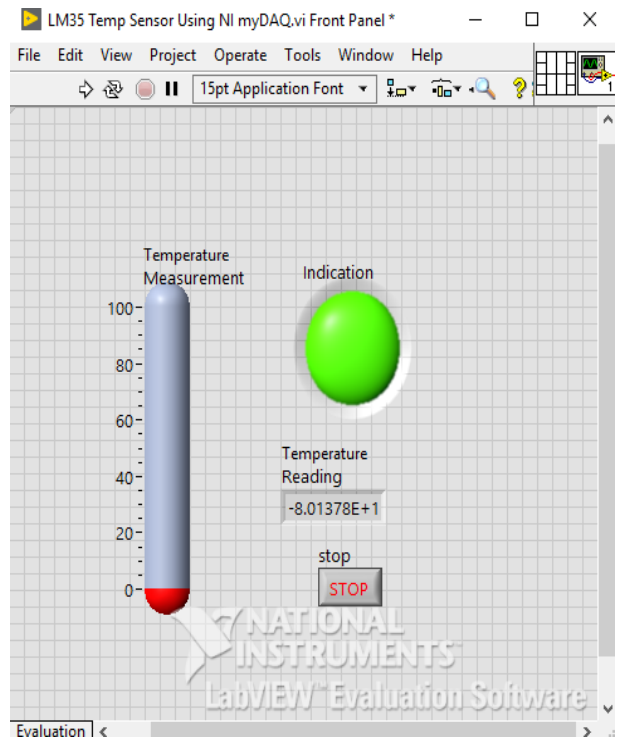 LM35 Temp Sensor Using NI myDAQ.vi Front Panel *
File Edit View Project Operate Tools Window Help
15pt Application Font
1
Temperature
Measurement
Indication
100
80
60
40
20
0
Temperature
Reading
-8.01378E+1
stop
STOP
NATIONAL
INSTRUMENTS
LabVIEW™ Evaluation Software
Evaluation